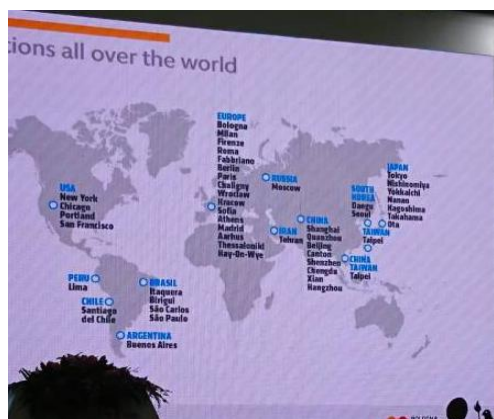 tions all over the world
EUROPE
Bologna
Milan
Firenze
Roma
Fabbriano
Berlin
Paris
Chaligny
Wroclaw
Kracow
Sofia
Athens
Madrid
Aarhus
Thessaloniki
Hay-On-Wye
USA
New York
Chicago
Portland
San Francisco
RUSSIA
Moscow
JAPAN
Tokyo
Nishinomiya
Yokkaichi
Nanao
Kagoshima
Takahama
Ota
SOUTH
KOREA
Daegu
Seoul
TAIWAN
Taipei
IRAN
Tehran
CHINA
Shanghai
Quanzhou
Beijing
Canton
Shenzhen
Chengdu
Xian
Hangzhou
CHINA
TAIWAN
Taipei
PERU
Lima
BRASIL
Itaquera
Birigui
São Carlos
São Paulo
CHILE
Santiago
del Chile
ARGENTINA
Buenos Aires
BOLOGNA